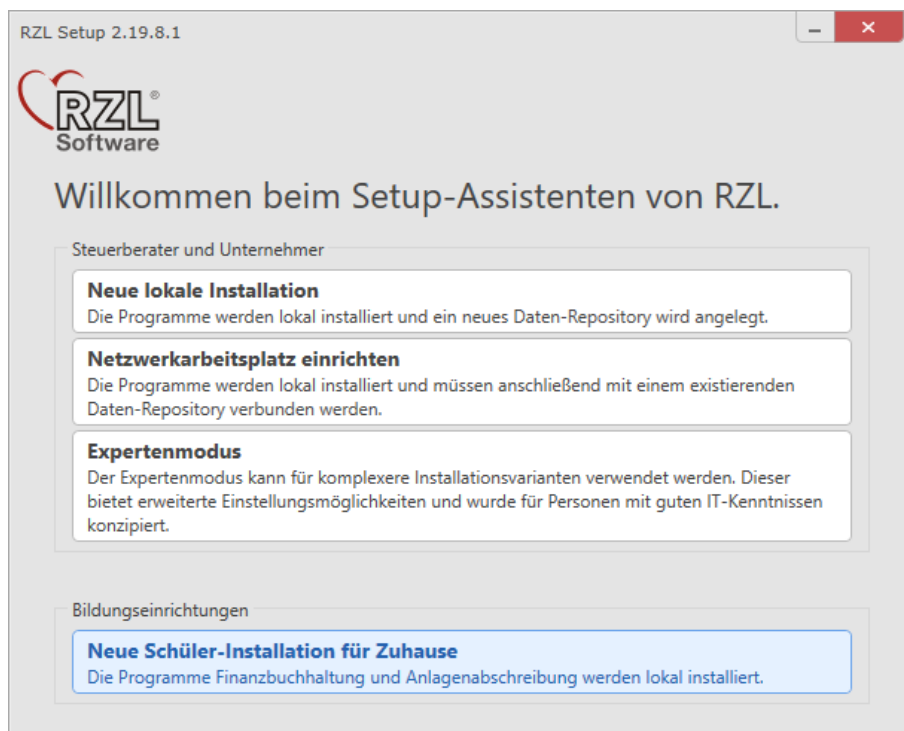 RZL Setup 2.19.8.1
RZL®
Software
Willkommen beim Setup-Assistenten von RZL.
Steuerberater und Unternehmer
Neue lokale Installation
Die Programme werden lokal installiert und ein neues Daten-Repository wird angelegt.
Netzwerkarbeitsplatz einrichten
Die Programme werden lokal installiert und müssen anschließend mit einem existierenden
Daten-Repository verbunden werden.
Expertenmodus
Der Expertenmodus kann für komplexere Installationsvarianten verwendet werden. Dieser
bietet erweiterte Einstellungsmöglichkeiten und wurde für Personen mit guten IT-Kenntnissen
konzipiert.
Bildungseinrichtungen
Neue Schüler-Installation für Zuhause
Die Programme Finanzbuchhaltung und Anlagenabschreibung werden lokal installiert.